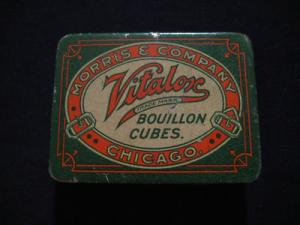 MORRIS & COMPANY
Vitalox
TRADE MARK
BOUILLON
CUBES.
CHICAGO.